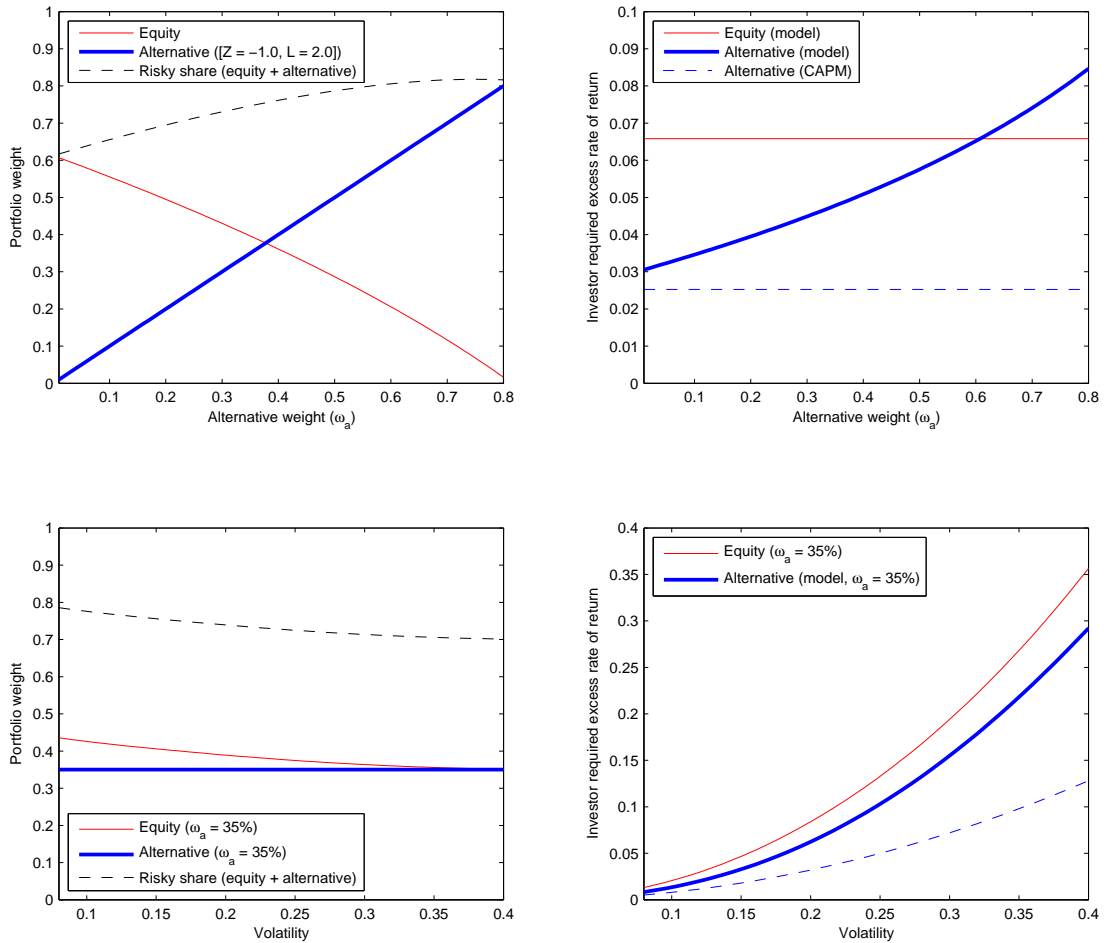 1
0.9
0.8
0.7
0.6
0.5
0.4
0.3
0.2
0.1
0
Portfolio weight
Equity
Alternative ([Z = −1.0, L = 2.0])
Risky share (equity + alternative)
0.1 0.2 0.3 0.4 0.5 0.6 0.7 0.8
Alternative weight (ωa)
0.1
0.09
0.08
0.07
0.06
0.05
0.04
0.03
0.02
0.01
0
Investor required excess rate of return
Equity (model)
Alternative (model)
Alternative (CAPM)
0.1 0.2 0.3 0.4 0.5 0.6 0.7 0.8
Alternative weight (ωa)
1
0.9
0.8
0.7
0.6
0.5
0.4
0.3
0.2
0.1
0
Portfolio weight
Equity (ωa = 35%)
Alternative (ωa = 35%)
Risky share (equity + alternative)
0.1 0.15 0.2 0.25 0.3 0.35 0.4
Volatility
0.4
0.35
0.3
0.25
0.2
0.15
0.1
0.05
0
Investor required excess rate of return
Equity (ωa = 35%)
Alternative (model, ωa = 35%)
0.1 0.15 0.2 0.25 0.3 0.35 0.4
Volatility